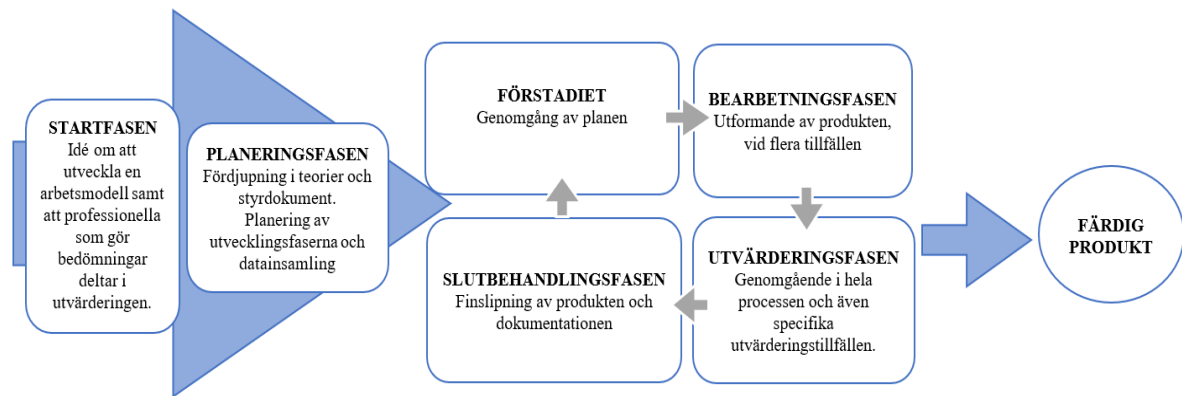 STARTFASEN
Idé om att
utveckla en
arbetsmodell samt
att professionella
som gör
bedömningar
deltar i
utvärderingen.
PLANERINGSFASEN
Fördjupning i teorier och
styrdokument.
Planering av
utvecklingsfaserna och
datainsamling
FÖRSTADIET
Genomgång av planen
BEARBETNINGSFASEN
Utformande av produkten,
vid flera tillfällen
UTVÄRDERINGSFASEN
Genomgående i hela
processen och även
specifika
utvärderingstillfällen.
SLUTBEHANDLINGSFASEN
Finslipning av produkten och
dokumentationen
FÄRDIG
PRODUKT